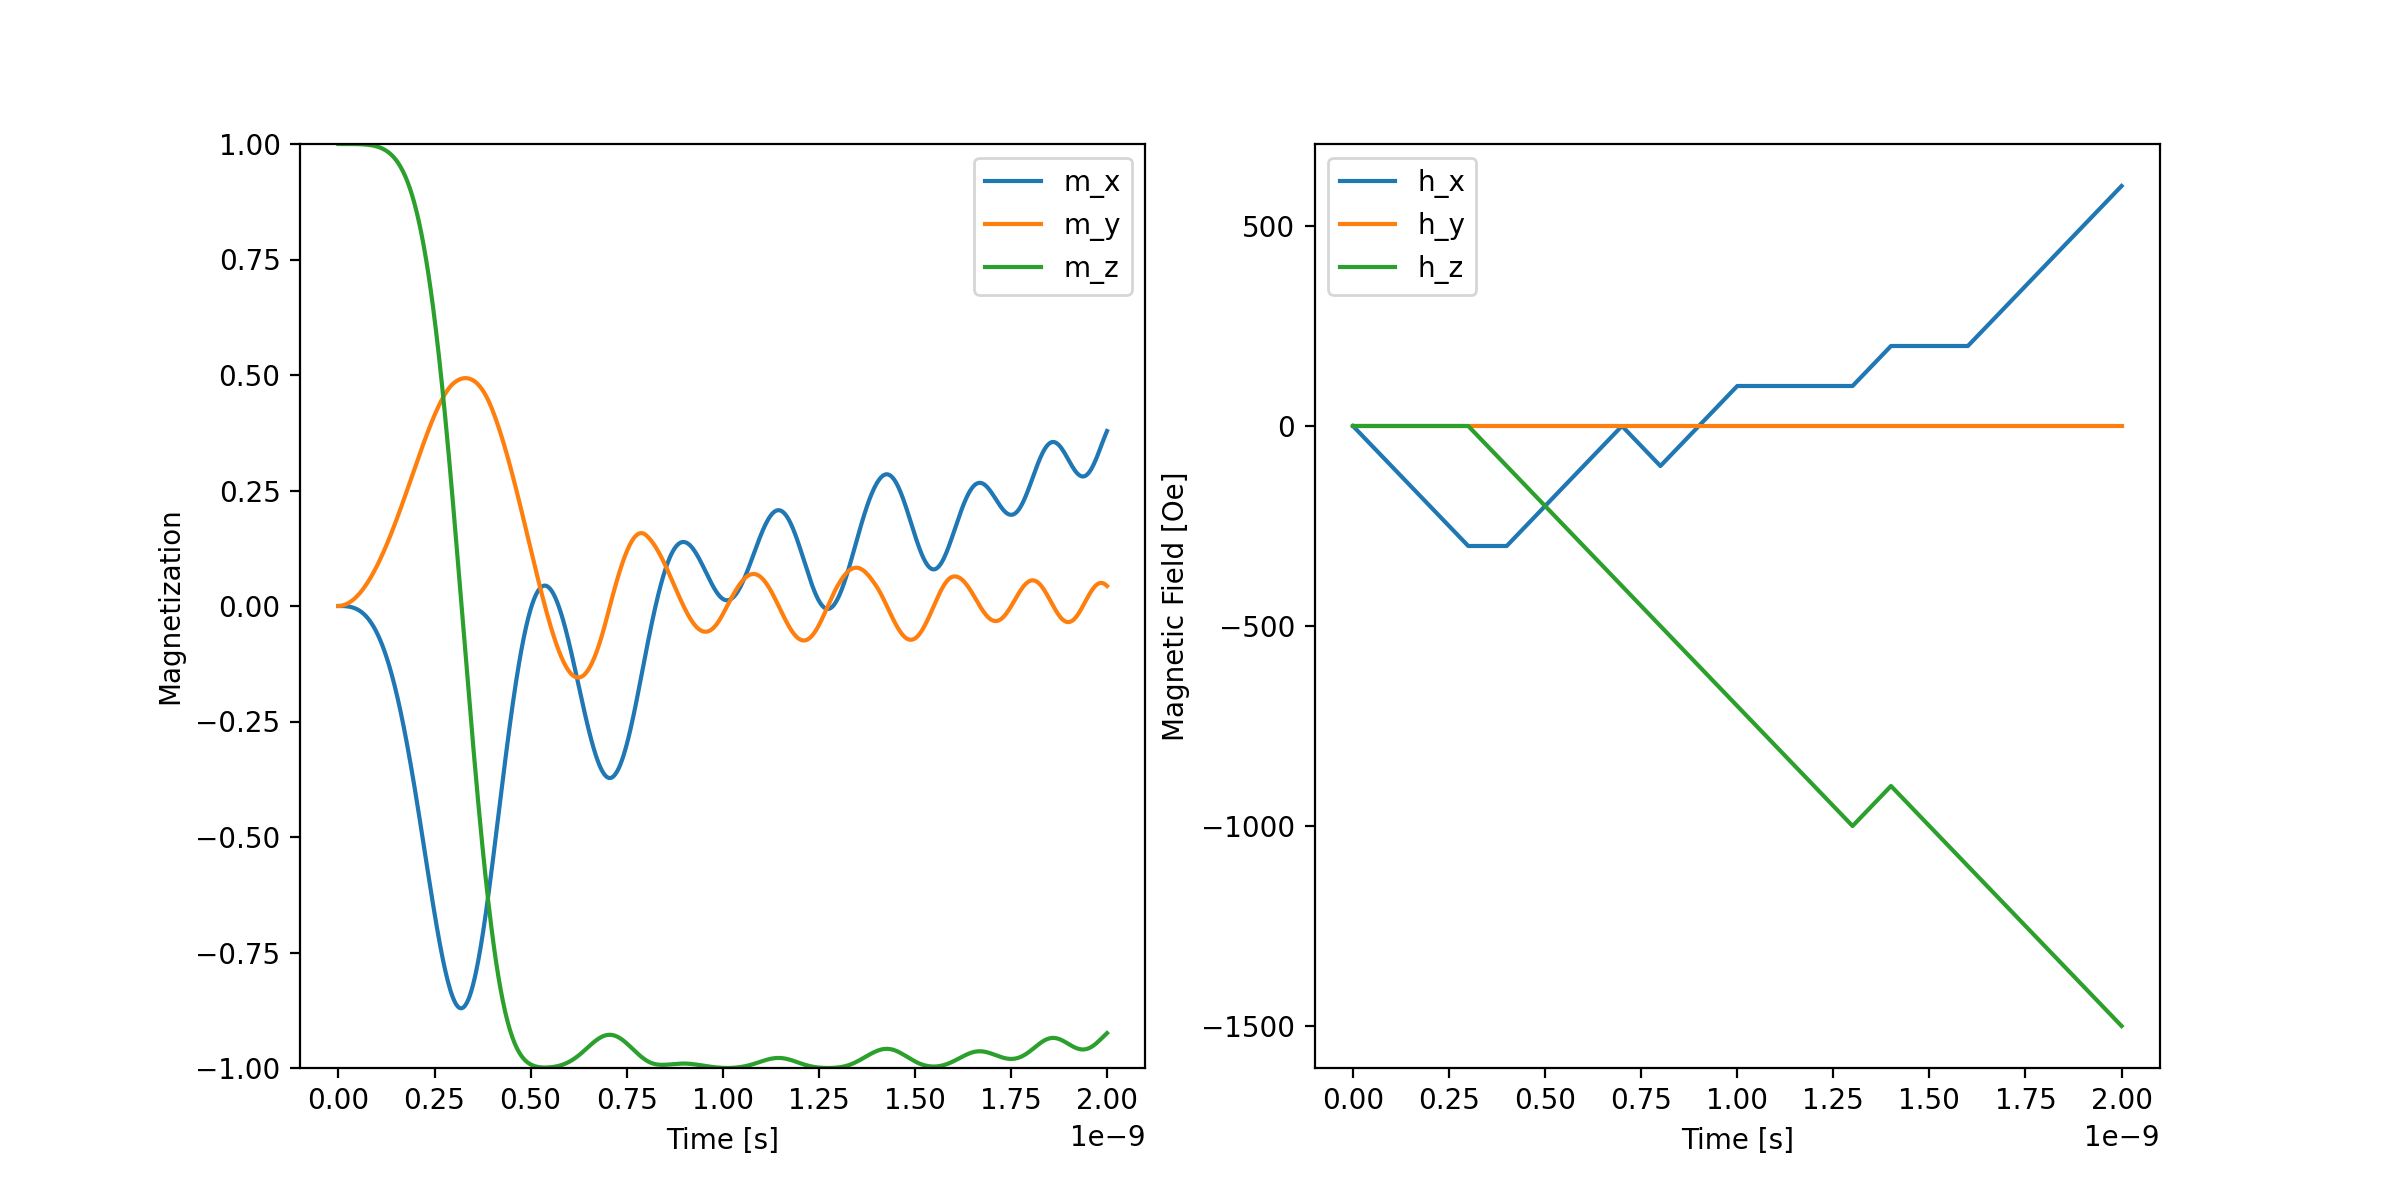 1.00
0.75
0.50
0.25
0.00
−0.25
−0.50
−0.75
−1.00
Magnetization
m_x
m_y
m_z
0.00 0.25 0.50 0.75 1.00 1.25 1.50 1.75 2.00
Time [s]
1e−9
500
0
−500
−1000
−1500
Magnetic Field [Oe]
h_x
h_y
h_z
0.00 0.25 0.50 0.75 1.00 1.25 1.50 1.75 2.00
Time [s]
1e−9